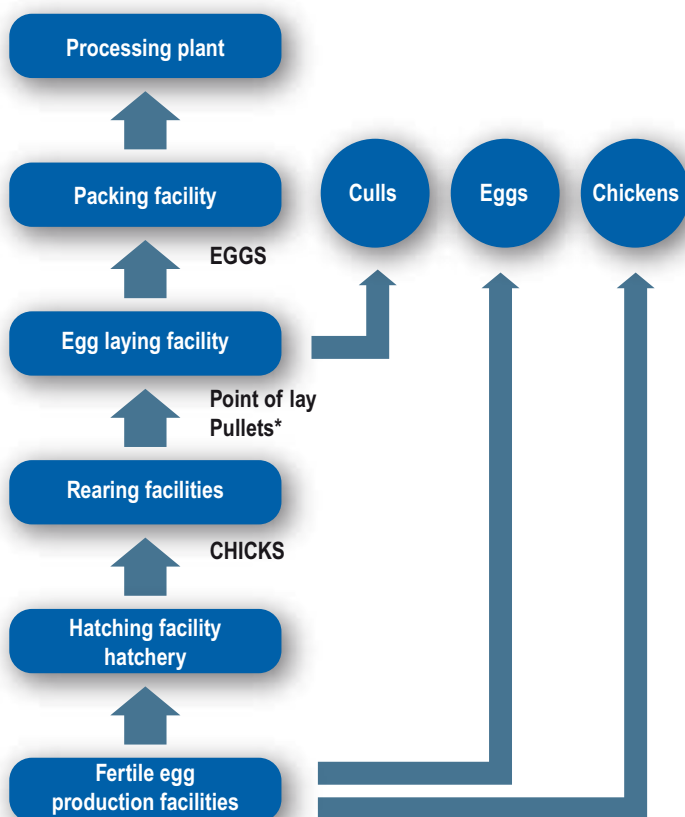 Processing plant
Packing facility
Culls
Eggs
Chickens
EGGS
Egg laying facility
Point of lay
Pullets*
Rearing facilities
CHICKS
Hatching facility
hatchery
Fertile egg
production facilities